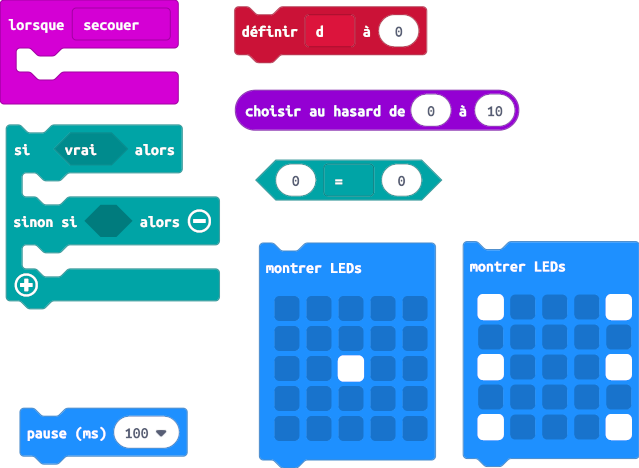 lorsque secouer
définir d à 0
choisir au hasard de 0 à 10
si vrai alors
sinon si alors
0 = 0
montrer LEDs
montrer LEDs
pause (ms) 100